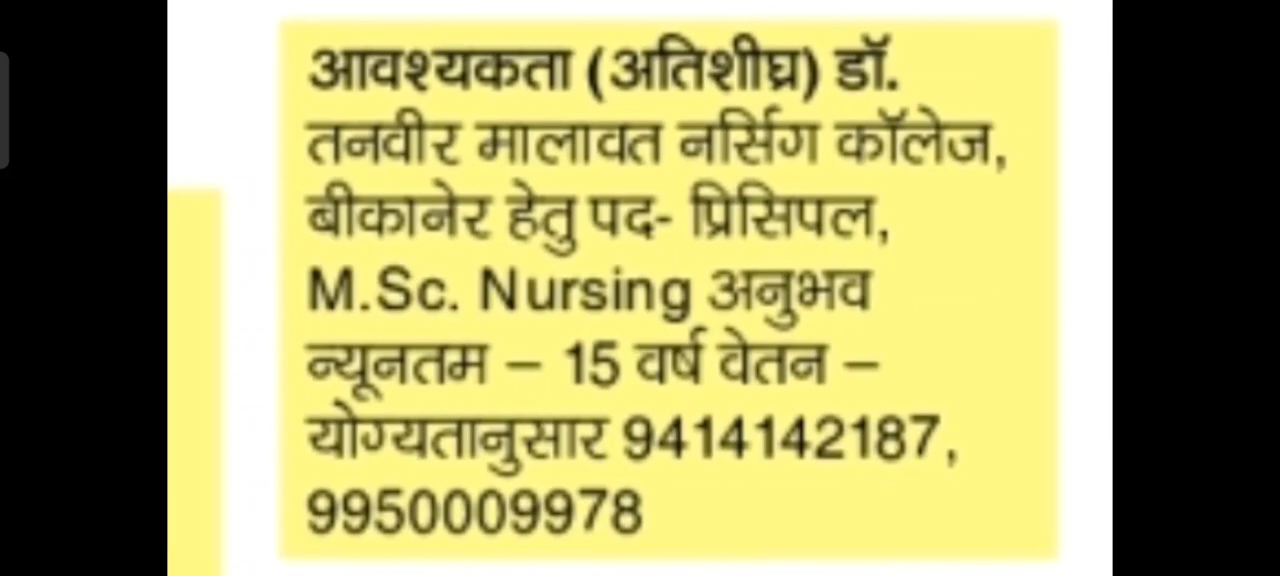 आवश्यकता (अतिशीघ्र) डॉ.
तनवीर मालावत नर्सिग कॉलेज,
बीकानेर हेतु पद- प्रिसिपल,
M.Sc. Nursing अनुभव
न्यूनतम – 15 वर्ष वेतन –
योग्यतानुसार 9414142187,
9950009978